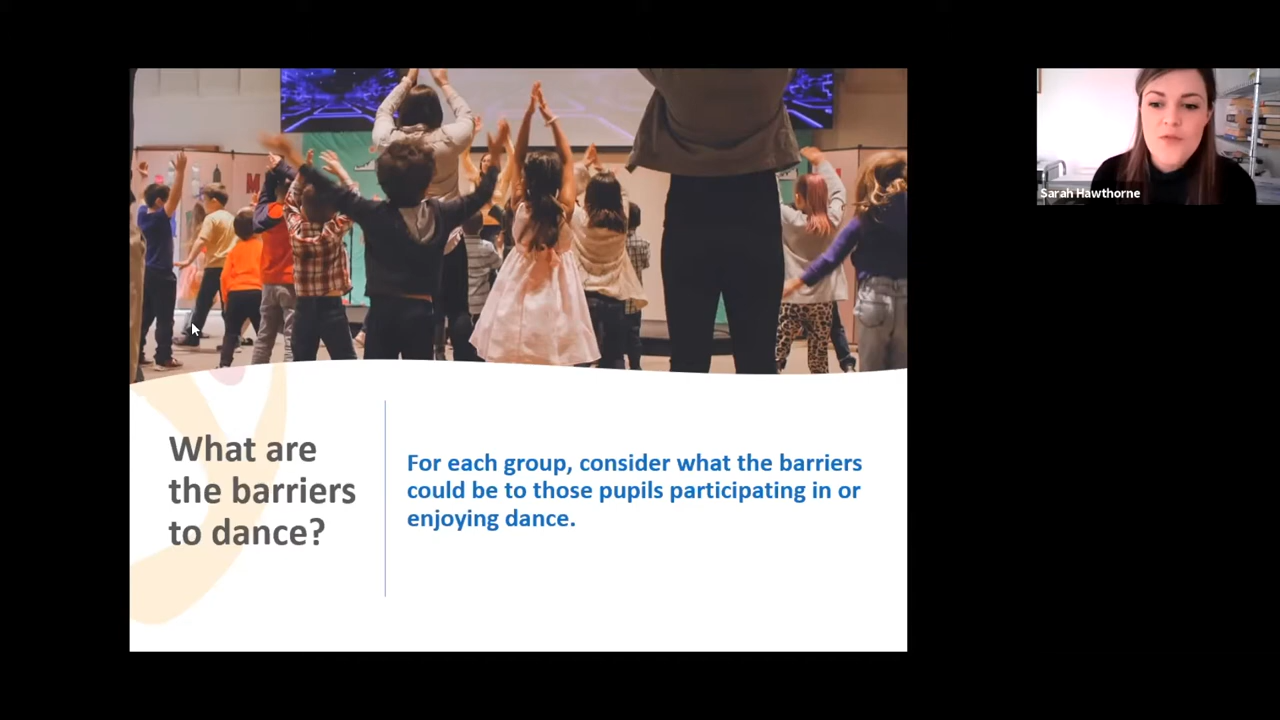 What are
the barriers
to dance?
For each group, consider what the barriers
could be to those pupils participating in or
enjoying dance.
Sarah Hawthorne